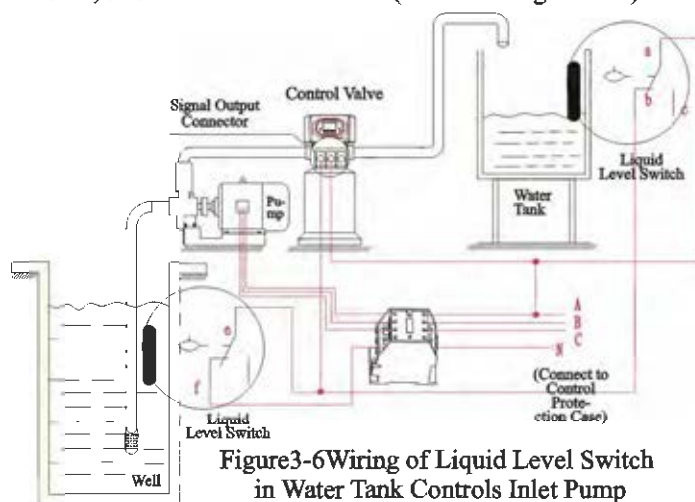 a
Control Valve
Signal Output
Connector
b
c
Liquid
Level Switch
Water
Tank
Pu-
mp
A
B
C
N
e
f
(Connect to
Control
Prote-
ction Case)
Liquid
Level Switch
Well
Figure3-6Wiring of Liquid Level Switch
in Water Tank Controls Inlet Pump